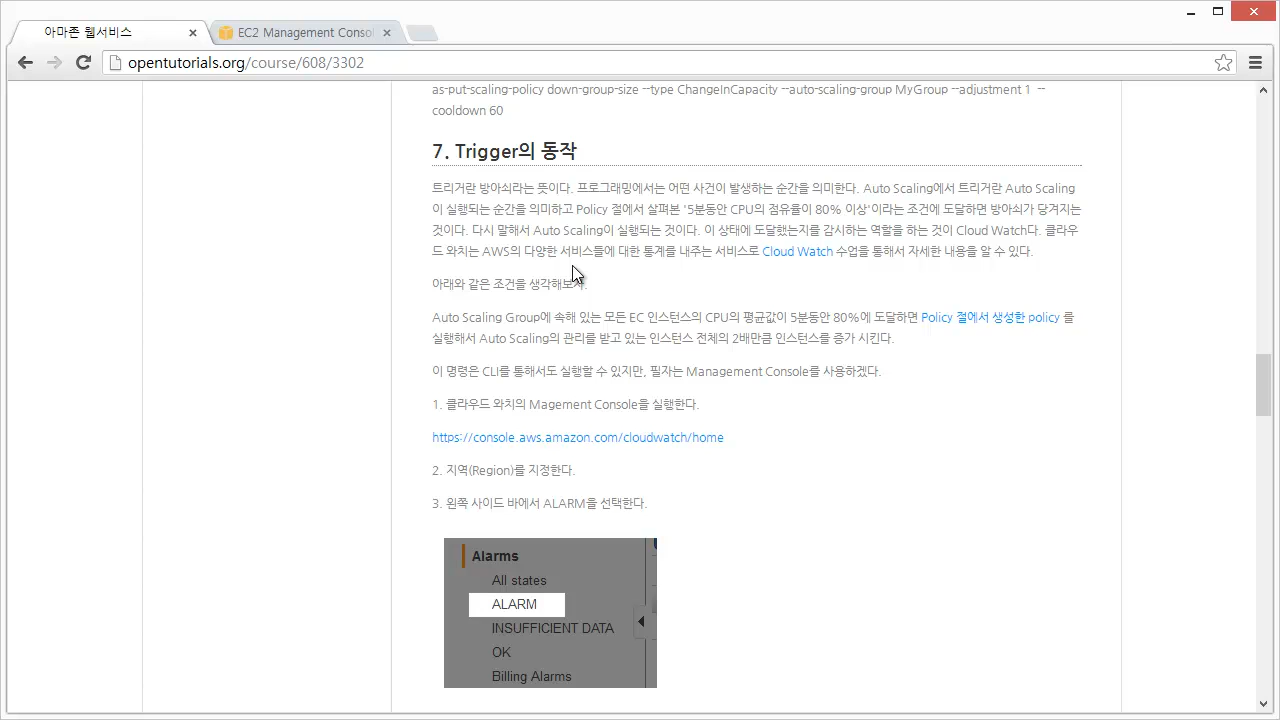 아마존 웹서비스
EC2 Management Consol
opentutorials.org/course/608/3302
as-put-scaling-policy down-group-size --type ChangeInCapacity --auto-scaling-group MyGroup --adjustment 1 --
cooldown 60
7. Trigger의 동작
트리거란 방아쇠라는 뜻이다. 프로그래밍에서는 어떤 사건이 발생하는 순간을 의미한다. Auto Scaling에서 트리거란 Auto Scaling
이 실행되는 순간을 의미하고 Policy 절에서 살펴본 '5분동안 CPU의 점유율이 80% 이상'이라는 조건에 도달하면 방아쇠가 당겨지는
것이다. 다시 말해서 Auto Scaling이 실행되는 것이다. 이 상태에 도달했는지를 감시하는 역할을 하는 것이 Cloud Watch다. 클라우
드 와치는 AWS의 다양한 서비스들에 대한 통계를 내주는 서비스로 Cloud Watch 수업을 통해서 자세한 내용을 알 수 있다.
아래와 같은 조건을 생각해보자.
Auto Scaling Group에 속해 있는 모든 EC 인스턴스의 CPU의 평균값이 5분동안 80%에 도달하면 Policy 절에서 생성한 policy 를
실행해서 Auto Scaling의 관리를 받고 있는 인스턴스 전체의 2배만큼 인스턴스를 증가 시킨다.
이 명령은 CLI를 통해서도 실행할 수 있지만, 필자는 Management Console를 사용하겠다.
1. 클라우드 와치의 Magement Console을 실행한다.
https://console.aws.amazon.com/cloudwatch/home
2. 지역(Region)를 지정한다.
3. 왼쪽 사이드 바에서 ALARM을 선택한다.
Alarms
All states
ALARM
INSUFFICIENT DATA
OK
Billing Alarms